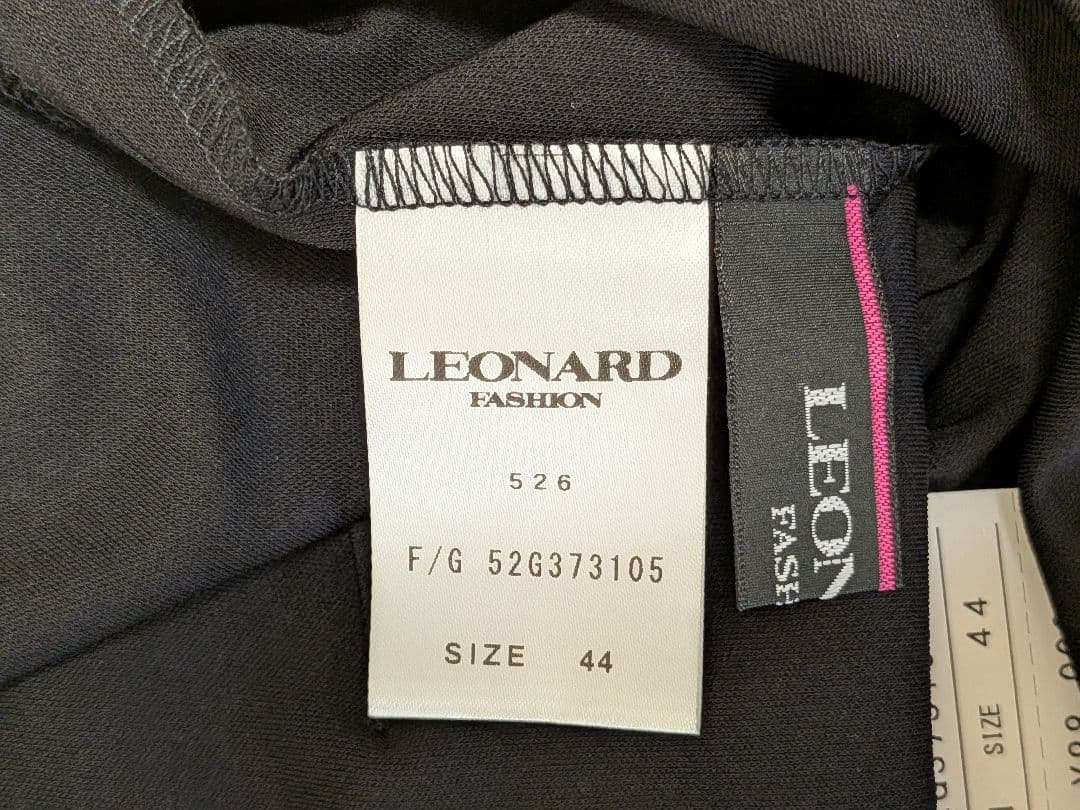 LEONARD
FASHION
526
F/G 52G373105
SIZE 44
LEON
FASH
SIZE 44